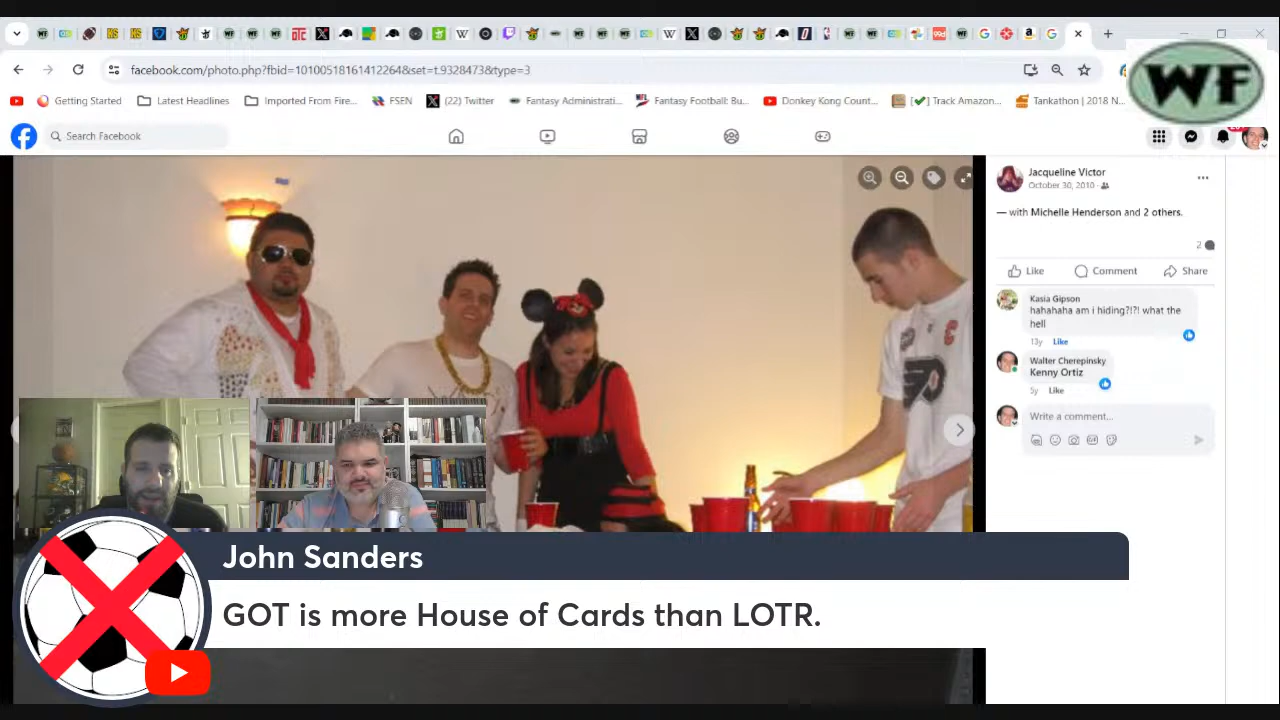 facebook.com/photo.php?fbid=10100518161412264&set=t.9328473&type=3
WF
Getting Started
Latest Headlines
Imported From Fire...
FSEN
(22) Twitter
Fantasy Administrati...
Fantasy Football: Bu...
Donkey Kong Count...
Track Amazon...
Tankathon | 2018 N...
Search Facebook
Jacqueline Victor
October 30, 2010 ·
— with Michelle Henderson and 2 others.
2
Like
Comment
Share
Kasia Gipson
hahahaha am i hiding?!?! what the
hell
13y Like
Walter Cherepinsky
Kenny Ortiz
5y Like
Write a comment...
John Sanders
GOT is more House of Cards than LOTR.